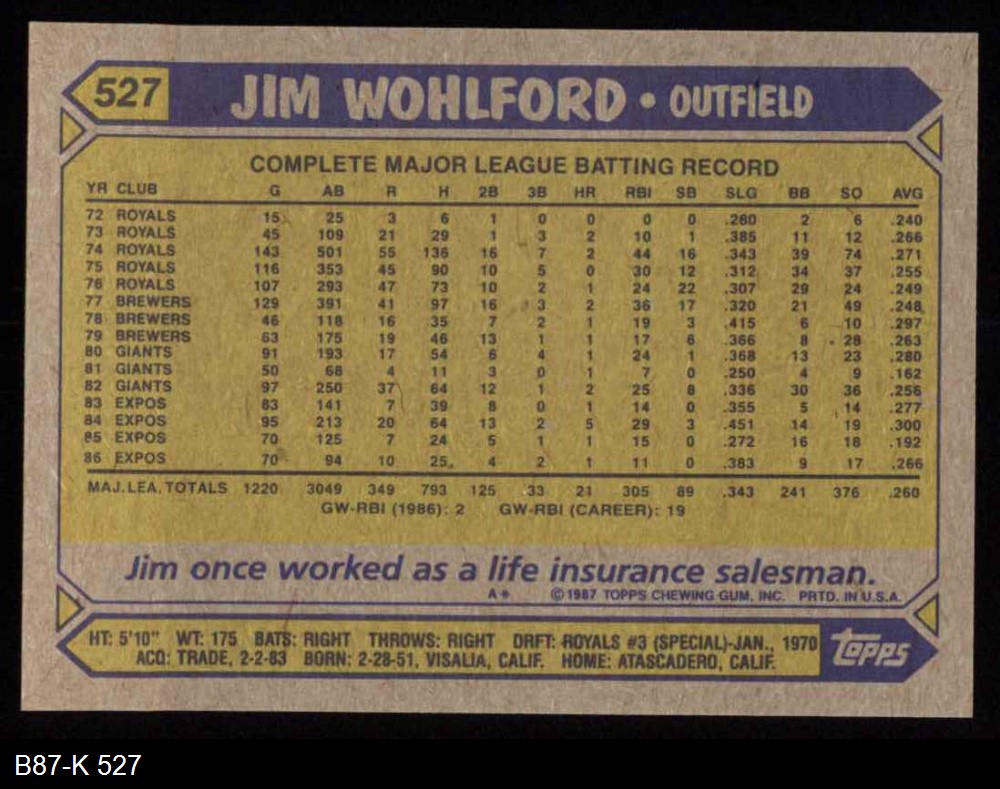 527 JIM WOHLFORD • OUTFIELD
COMPLETE MAJOR LEAGUE BATTING RECORD
YR CLUB G AB R H 2B 3B HR RBI SB SLG BB SO AVG
72 ROYALS 15 25 3 6 1 0 0 0 0 .280 2 6 .240
73 ROYALS 45 109 21 29 1 3 2 10 1 .385 11 12 .266
74 ROYALS 143 501 55 136 16 7 2 44 16 .343 39 74 .271
75 ROYALS 116 353 45 90 10 5 0 30 12 .312 34 37 .255
76 ROYALS 107 293 47 73 10 2 1 24 22 .307 29 24 .249
77 BREWERS 129 391 41 97 16 3 2 36 17 .320 21 49 .248
78 BREWERS 46 118 16 35 7 2 1 19 3 .415 6 10 .297
79 BREWERS 63 175 19 46 13 1 1 17 6 .366 8 28 .263
80 GIANTS 91 193 17 54 6 4 1 24 1 .368 13 23 .280
81 GIANTS 50 68 4 11 3 0 1 7 0 .250 4 9 .162
82 GIANTS 97 250 37 64 12 1 2 25 8 .336 30 36 .256
83 EXPOS 83 141 7 39 8 0 1 14 0 .355 5 14 .277
84 EXPOS 95 213 20 64 13 2 5 29 3 .451 14 19 .300
85 EXPOS 70 125 7 24 5 1 1 15 0 .272 16 18 .192
86 EXPOS 70 94 10 25 4 2 1 11 0 .383 9 17 .266
MAJ. LEA. TOTALS 1220 3049 349 793 125 33 21 305 89 .343 241 376 .260
GW-RBI (1986): 2 GW-RBI (CAREER): 19
Jim once worked as a life insurance salesman.
A* ©1987 TOPPS CHEWING GUM, INC. PRTD. IN U.S.A.
HT: 5'10" WT: 175 BATS: RIGHT THROWS: RIGHT DRFT: ROYALS #3 (SPECIAL)-JAN., 1970
ACQ: TRADE, 2-2-83 BORN: 2-28-51, VISALIA, CALIF. HOME: ATASCADERO, CALIF.
TOPPS
B87-K 527